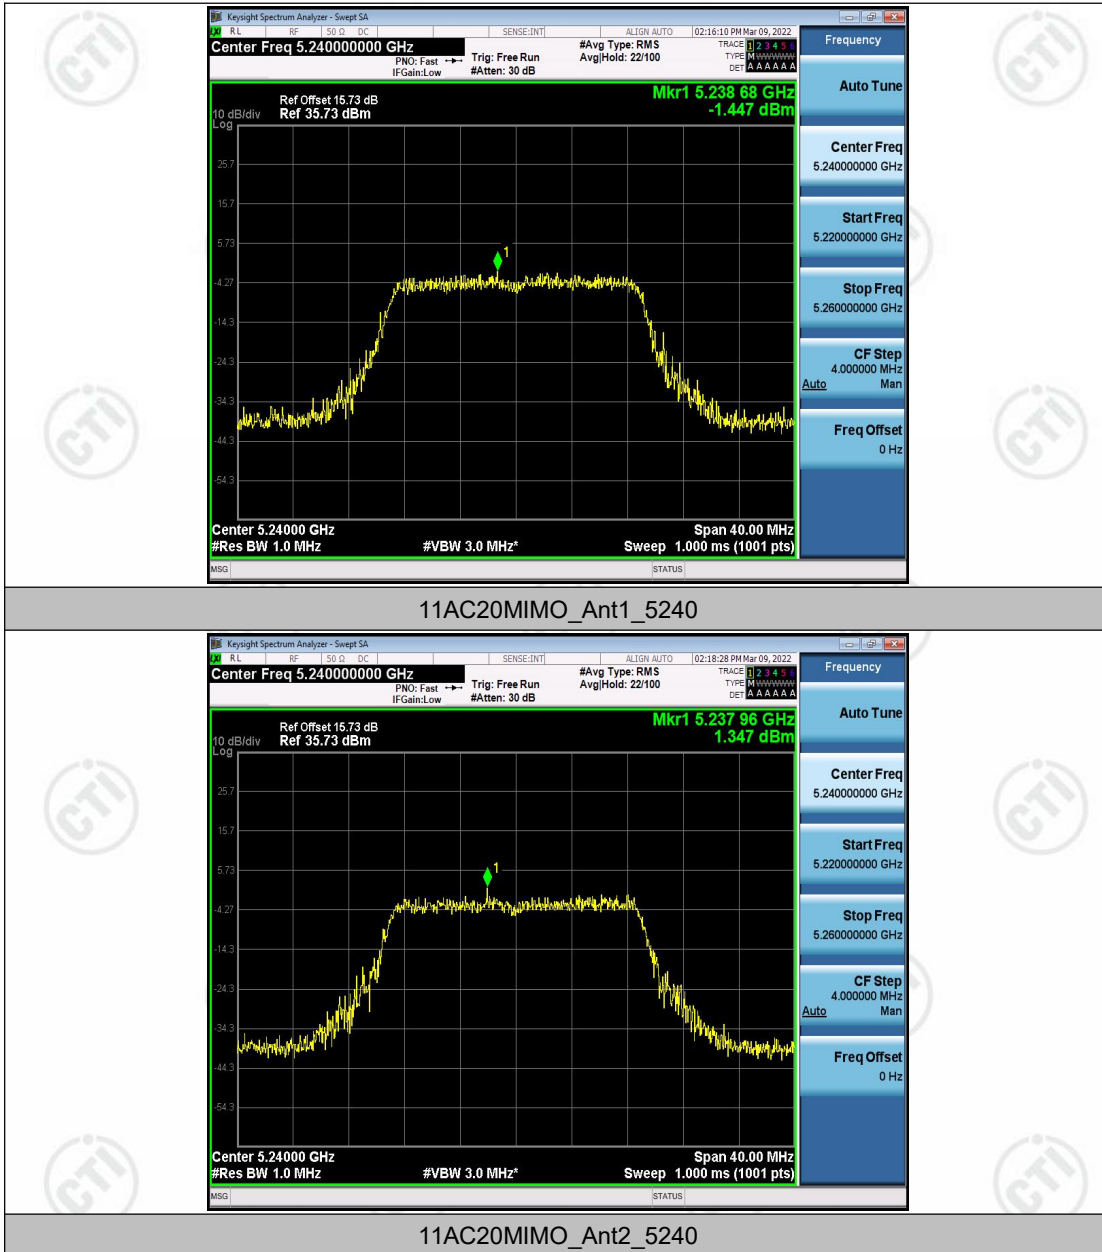 Keysight Spectrum Analyzer - Swept SA
LXI RL RF 50 Ω DC SENSE:INT ALIGN AUTO 02:16:10 PM Mar 09, 2022
Center Freq 5.240000000 GHz
PNO: Fast
IFGain:Low
Trig: Free Run
#Atten: 30 dB
#Avg Type: RMS
Avg|Hold: 22/100
TRACE 1 2 3 4 5 6
TYPE M W W W W W
DET A A A A A A
Mkr1 5.238 68 GHz
-1.447 dBm
Ref Offset 15.73 dB
10 dB/div Ref 35.73 dBm
Log
25.7
15.7
5.73
-4.27
-14.3
-24.3
-34.3
-44.3
-54.3
1
Center 5.24000 GHz Span 40.00 MHz
#Res BW 1.0 MHz #VBW 3.0 MHz* Sweep 1.000 ms (1001 pts)
MSG STATUS
Frequency
Auto Tune
Center Freq
5.240000000 GHz
Start Freq
5.220000000 GHz
Stop Freq
5.260000000 GHz
CF Step
4.000000 MHz
Auto Man
Freq Offset
0 Hz
11AC20MIMO_Ant1_5240
Keysight Spectrum Analyzer - Swept SA
LXI RL RF 50 Ω DC SENSE:INT ALIGN AUTO 02:18:28 PM Mar 09, 2022
Center Freq 5.240000000 GHz
PNO: Fast
IFGain:Low
Trig: Free Run
#Atten: 30 dB
#Avg Type: RMS
Avg|Hold: 22/100
TRACE 1 2 3 4 5 6
TYPE M W W W W W
DET A A A A A A
Mkr1 5.237 96 GHz
1.347 dBm
Ref Offset 15.73 dB
10 dB/div Ref 35.73 dBm
Log
25.7
15.7
5.73
-4.27
-14.3
-24.3
-34.3
-44.3
-54.3
1
Center 5.24000 GHz Span 40.00 MHz
#Res BW 1.0 MHz #VBW 3.0 MHz* Sweep 1.000 ms (1001 pts)
MSG STATUS
Frequency
Auto Tune
Center Freq
5.240000000 GHz
Start Freq
5.220000000 GHz
Stop Freq
5.260000000 GHz
CF Step
4.000000 MHz
Auto Man
Freq Offset
0 Hz
11AC20MIMO_Ant2_5240
CTI
CTI
CTI
CTI
CTI
CTI
CTI
CTI